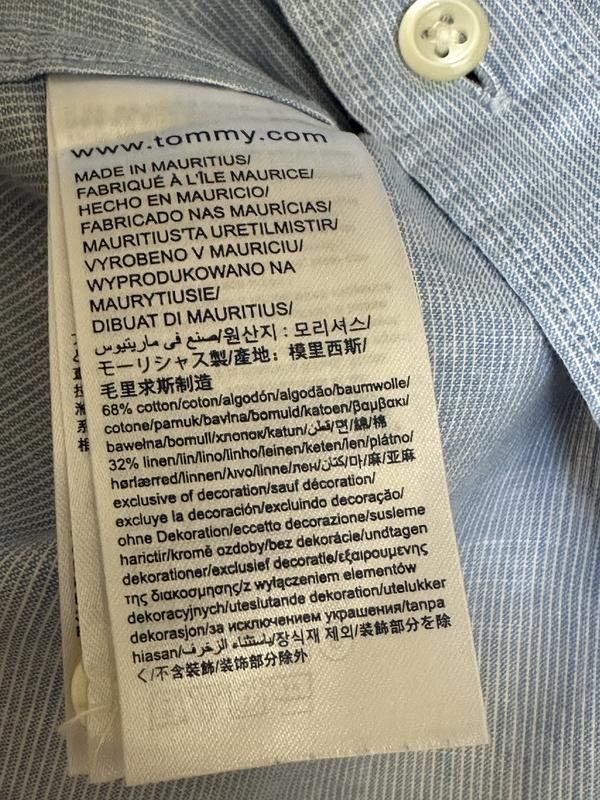 www.tommy.com
MADE IN MAURITIUS/
FABRIQUÉ À L'ÎLE MAURICE/
HECHO EN MAURICIO/
FABRICADO NAS MAURÍCIAS/
MAURITIUS'TA URETILMISTIR/
VYROBENO V MAURICIU/
WYPRODUKOWANO NA
MAURYTIUSIE/
DIBUAT DI MAURITIUS/
صنع في ماريتيوس/원산지 : 모리셔스/
モーリシャス製/產地：模里西斯/
毛里求斯制造
68% cotton/coton/algodón/algodão/baumwolle/
cotone/pamuk/bavlna/bomuld/katoen/βαμβακι/
bawełna/bomull/хлопок/katun/قطن/면/綿/棉
32% linen/lin/lino/linho/leinen/keten/len/plátno/
hørlærred/linnen/λινο/linne/лен/كتان/마/麻/亚麻
exclusive of decoration/sauf décoration/
excluye la decoración/excluindo decoração/
ohne Dekoration/eccetto decorazione/susleme
harictir/kromě ozdoby/bez dekorácie/undtagen
dekorationer/exclusief decoratie/εξαιρουμενης
της διακοσμησης/z wyłączeniem elementów
dekoracyjnych/uteslutande dekoration/utelukker
dekorasjon/за исключением украшения/tanpa
hiasan/باستثناء الزخرف/장식재 제외/装飾部分を除
く/不含裝飾/装饰部分除外